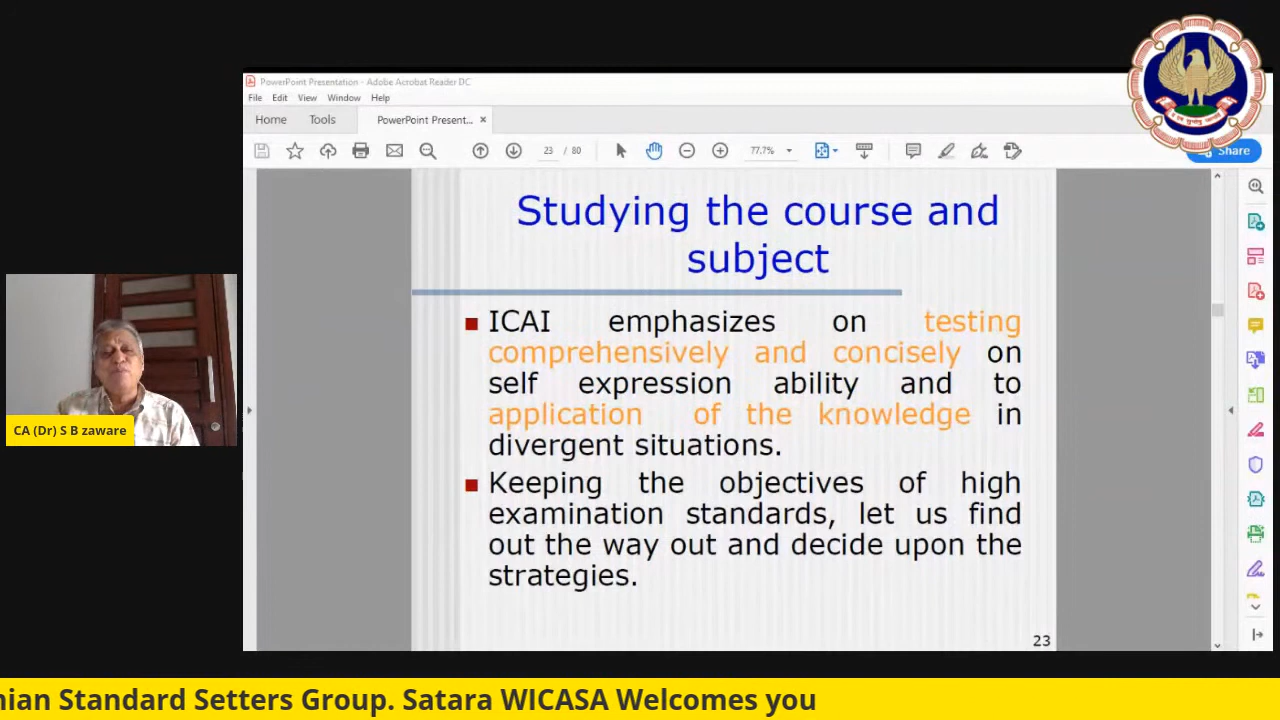 PowerPoint Presentation - Adobe Acrobat Reader DC
File Edit View Window Help
Home Tools PowerPoint Present... ×
23 / 80 77.7%
Share
Studying the course and
subject
ICAI emphasizes on testing
comprehensively and concisely on
self expression ability and to
application of the knowledge in
divergent situations.
Keeping the objectives of high
examination standards, let us find
out the way out and decide upon the
strategies.
23
CA (Dr) S B zaware
nian Standard Setters Group. Satara WICASA Welcomes you